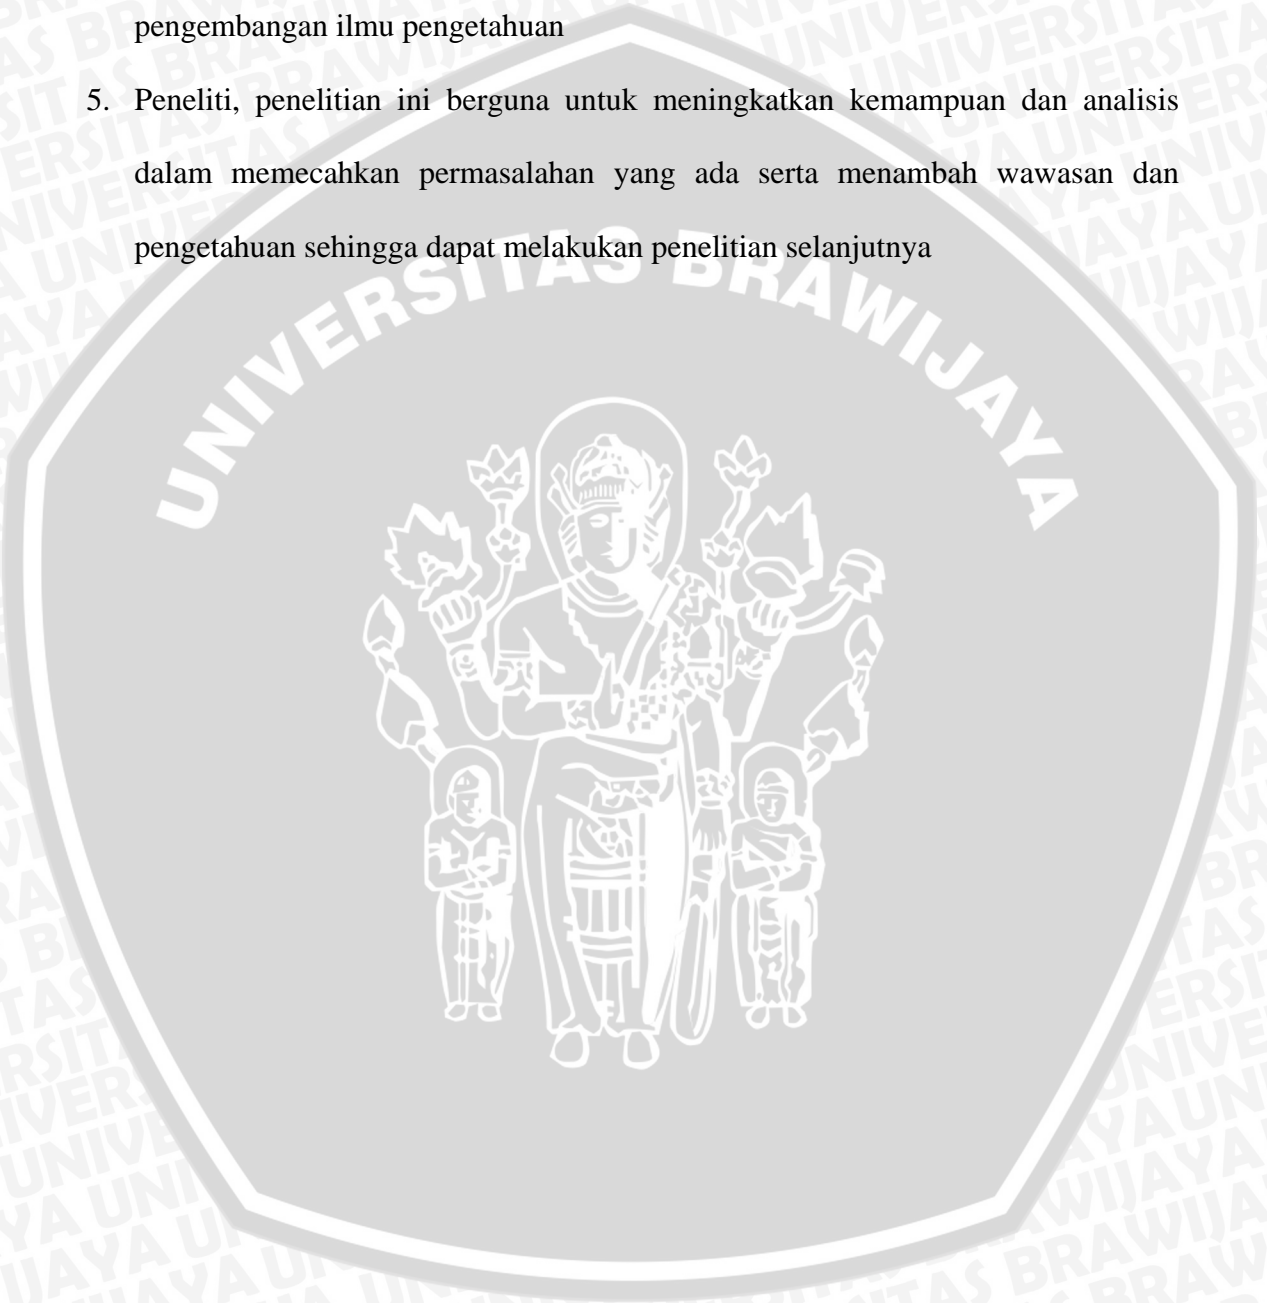 pengembangan ilmu pengetahuan
5. Peneliti, penelitian ini berguna untuk meningkatkan kemampuan dan analisis
dalam memecahkan permasalahan yang ada serta menambah wawasan dan
pengetahuan sehingga dapat melakukan penelitian selanjutnya
UNIVERSITAS BRAWIJAYA